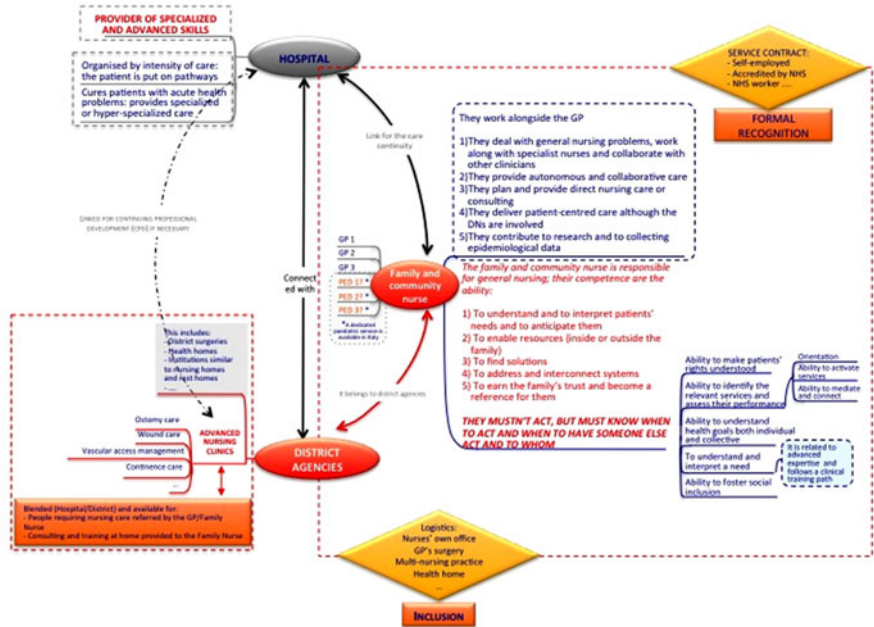 PROVIDER OF SPECIALIZED
AND ADVANCED SKILLS
HOSPITAL
Organised by intensity of care:
the patient is put on pathways
Cures patients with acute health
problems: provides specialized
or hyper-specialized care
SERVICE CONTRACT:
- Self-employed
- Accredited by NHS
- NHS worker ....
FORMAL
RECOGNITION
Link for the care
continuity
They work alongside the GP
1)They deal with general nursing problems, work
along with specialist nurses and collaborate with
other clinicians
2)They provide autonomous and collaborative care
3)They plan and provide direct nursing care or
consulting
4)They deliver patient-centred care although the
DNs are involved
5)They contribute to research and to collecting
epidemiological data
LINKED FOR CONTINUING PROFESSIONAL
DEVELOPMENT (CPD) IF NECESSARY
Connect
ed with
GP 1
GP 2
GP 3
PED 1? *
PED 2? *
PED 3? *
*A dedicated
paediatric service is
available in Italy
Family and
community
nurse
The family and community nurse is responsible
for general nursing; their competence are the
ability:
1) To understand and to interpret patients'
needs and to anticipate them
2) To enable resources (inside or outside the
family)
3) To find solutions
4) To address and interconnect systems
5) To earn the family's trust and become a
reference for them
THEY MUSTN'T ACT, BUT MUST KNOW WHEN
TO ACT AND WHEN TO HAVE SOMEONE ELSE
ACT AND TO WHOM
Ability to make patients'
rights understood
Ability to identify the
relevant services and
assess their performance
Orientation
Ability to activate
services
Ability to mediate and
connect
Ability to understand
health goals both individual
and collective
To understand and
interpret a need
It is related to
advanced
expertise and
follows a clinical
training path
Ability to foster social
inclusion
This includes:
- District surgeries
- Health homes
- Institutions similar
to nursing homes
and rest homes
- ....
It belongs to district agencies
ADVANCED
NURSING
CLINICS
Ostomy care
Wound care
Vascular access management
Continence care
...
DISTRICT
AGENCIES
Blended (Hospital/District) and available for:
- People requiring nursing care referred by the GP/Family
Nurse
- Consulting and training at home provided to the Family Nurse
Logistics:
Nurses' own office
GP's surgery
Multi-nursing practice
Health home
...
INCLUSION